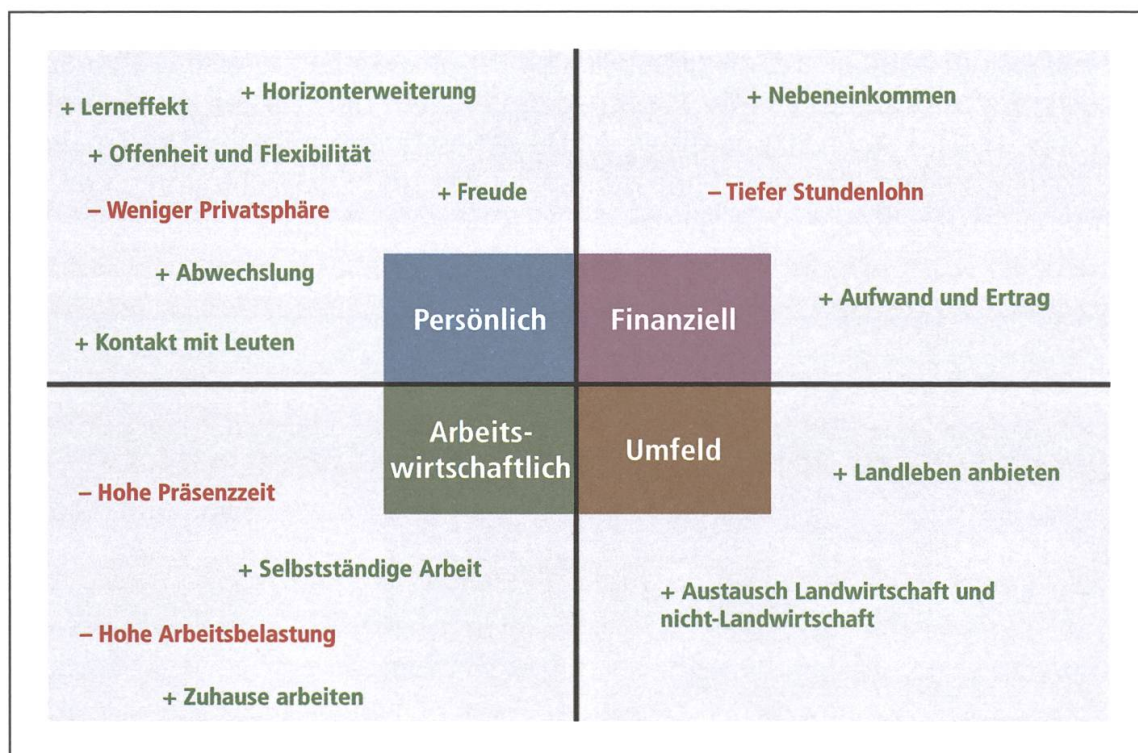 + Horizonterweiterung
+ Lerneffekt
+ Offenheit und Flexibilität
+ Freude
– Weniger Privatsphäre
+ Abwechslung
+ Kontakt mit Leuten
Persönlich
+ Nebeneinkommen
– Tiefer Stundenlohn
+ Aufwand und Ertrag
Finanziell
Arbeits-
wirtschaftlich
– Hohe Präsenzzeit
+ Selbstständige Arbeit
– Hohe Arbeitsbelastung
+ Zuhause arbeiten
Umfeld
+ Landleben anbieten
+ Austausch Landwirtschaft und
nicht-Landwirtschaft